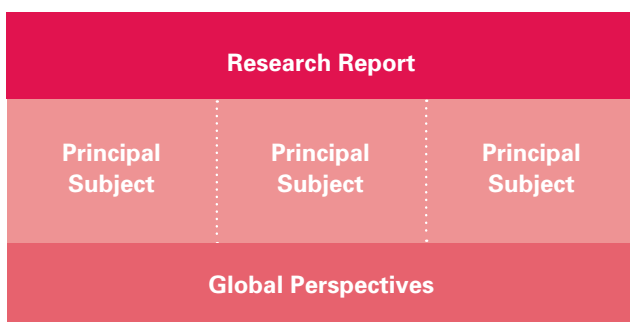 Research Report
Principal
Subject
Principal
Subject
Principal
Subject
Global Perspectives